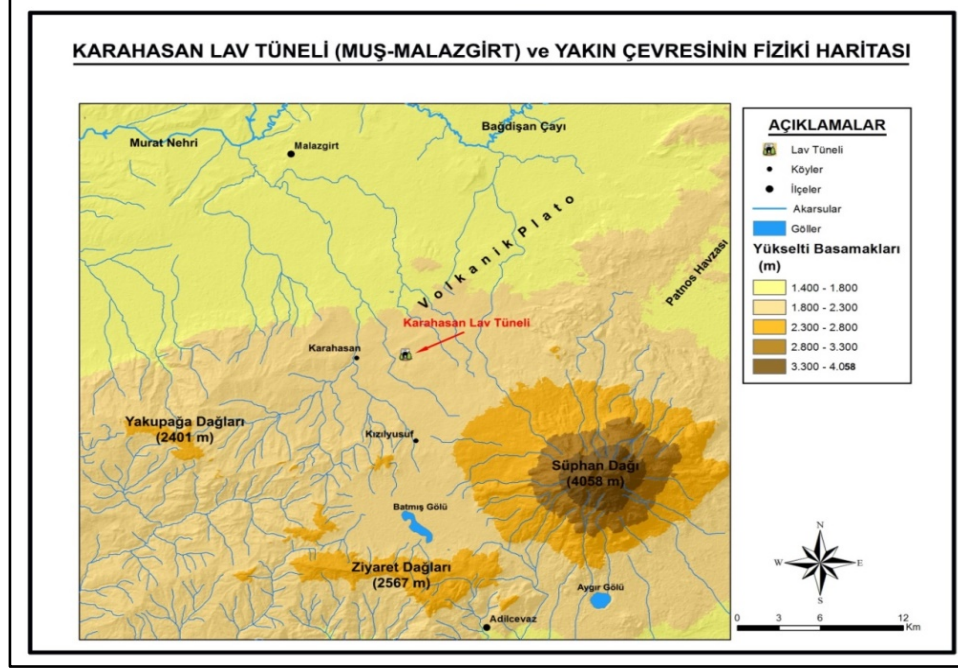 KARAHASAN LAV TÜNELİ (MUŞ-MALAZGİRT) ve YAKIN ÇEVRESİNİN FİZİKİ HARİTASI
Murat Nehri
Malazgirt
Bağdişan Çayı
Volkanik Plato
Patnos Havzası
Karahasan Lav Tüneli
Karahasan
Yakupağa Dağları
(2401 m)
Kızılyusuf
Süphan Dağı
(4058 m)
Batmış Gölü
Ziyaret Dağları
(2567 m)
Aygır Gölü
Adilcevaz
AÇIKLAMALAR
Lav Tüneli
Köyler
İlçeler
Akarsular
Göller
Yükselti Basamakları
(m)
1.400 - 1.800
1.800 - 2.300
2.300 - 2.800
2.800 - 3.300
3.300 - 4.058
N
W E
S
0 3 6 12
Km